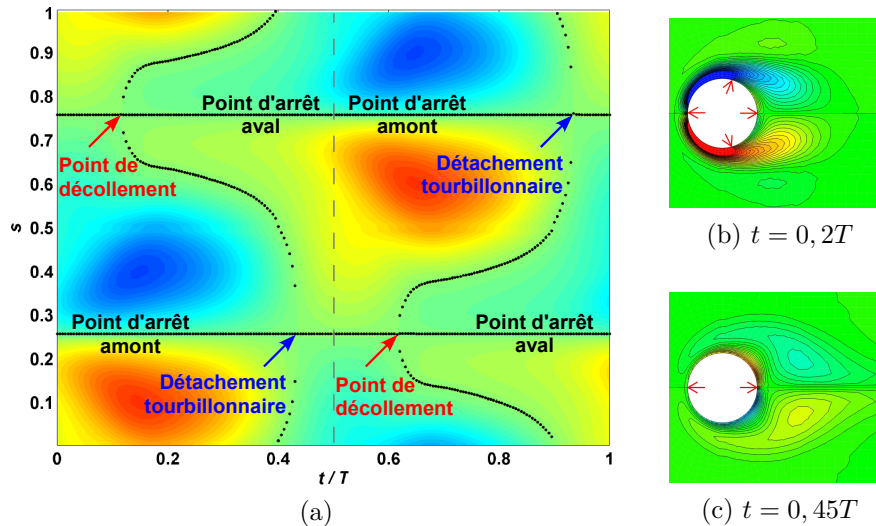 1
0.9
0.8
0.7
0.6
0.5
0.4
0.3
0.2
0.1
s
Point d'arrêt
aval
Point d'arrêt
amont
Point de
décollement
Détachement
tourbillonnaire
Point d'arrêt
amont
Point d'arrêt
aval
Détachement
tourbillonnaire
Point de
décollement
0
0.2
0.4
0.6
0.8
1
t / T
(a)
(b) t = 0, 2T
(c) t = 0, 45T